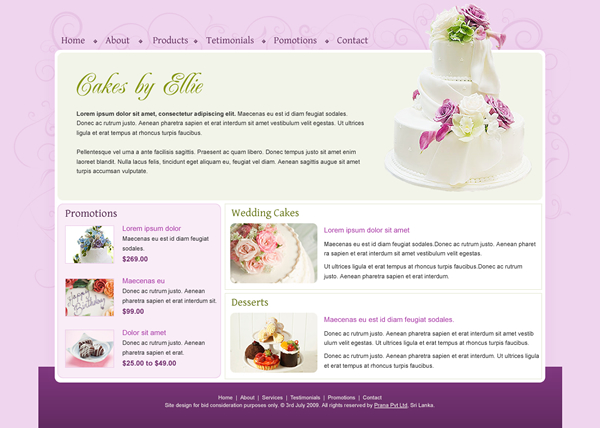 Home About Products Tetimonials Pomotions Contact
Cakes by Ellie
Lorem ipsum dolor sit amet, consectetur adipiscing elit. Maecenas eu est id diam feugiat sodales.
Donec ac rutrum justo. Aenean pharetra sapien et erat interdum sit amet vestibulum velit egestas. Ut ultrices
ligula et erat tempus at rhoncus turpis faucibus.
Pellentesque vel urna a ante facilisis sagittis. Praesent ac quam libero. Donec tempus justo sit amet enim
laoreet blandit. Nulla lacus felis, tincidunt eget aliquam eu, feugiat vel diam. Aenean sagittis augue sit amet
turpis accumsan vulputate.
Promotions
Lorem ipsum dolor
Maecenas eu est id diam feugiat
sodales.
$269.00
Maecenas eu
Donec ac rutrum justo. Aenean
pharetra sapien et erat interdum sit.
$99.00
Dolor sit amet
Donec ac rutrum justo. Aenean
pharetra sapien et erat.
$25.00 to $49.00
Wedding Cakes
Lorem ipsum dolor sit amet
Maecenas eu est id diam feugiat sodales.Donec ac rutrum justo. Aenean pharet
ra sapien et erat interdum sit amet vestibulum velit egestas.
Ut ultrices ligula et erat tempus at rhoncus turpis faucibus.Donec ac rutrum
justo. Aenean pharetra sapien et erat interdum.
Desserts
Maecenas eu est id diam feugiat sodales.
Donec ac rutrum justo. Aenean pharetra sapien et erat interdum sit amet vestib
ulum velit egestas. Ut ultrices ligula et erat tempus at rhoncus turpis faucibus.
Donec ac rutrum justo. Aenean pharetra sapien et erat interdum. Ut ultrices ligula
et erat tempus at rhoncus turpis faucibus.
Home | About | Services | Testimonials | Promotions | Contact
Site design for bid consideration purposes only. © 3rd July 2009. All rights reserved by Prana Pvt Ltd, Sri Lanka.